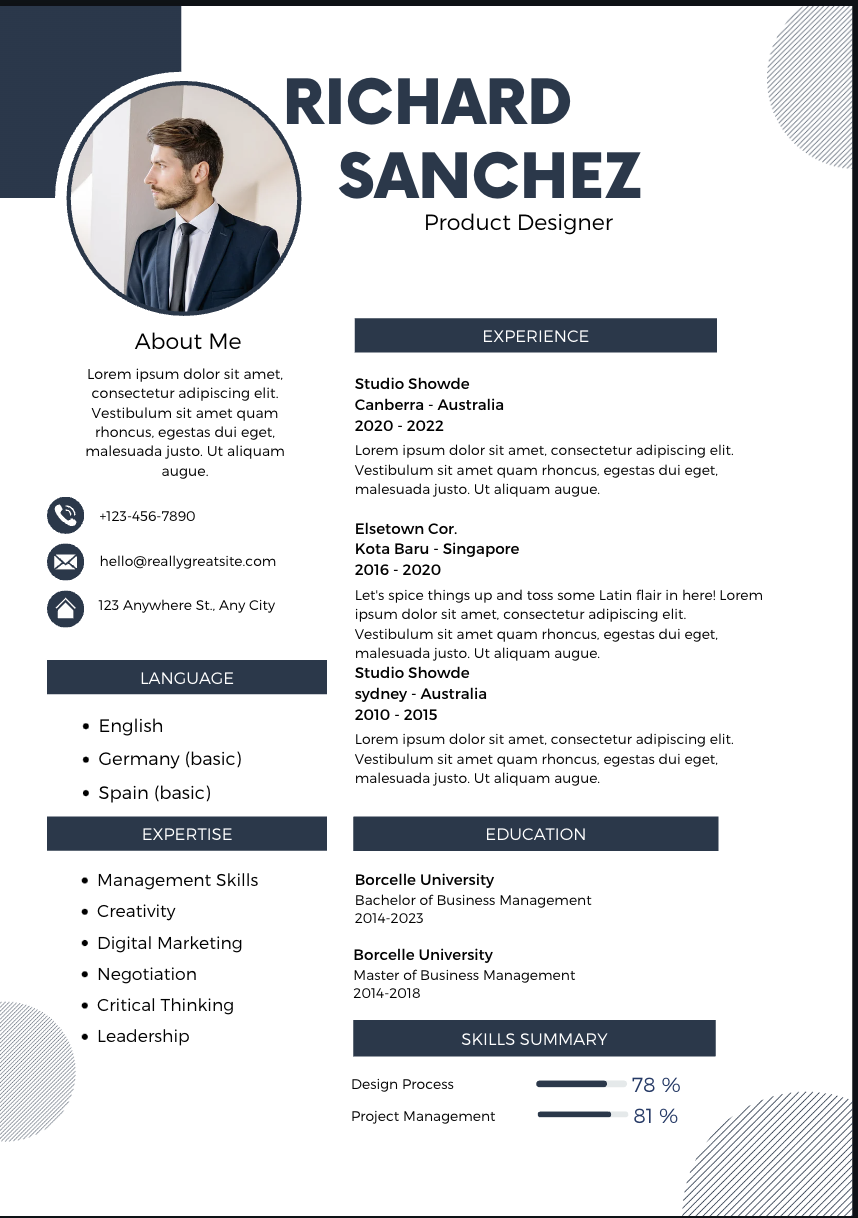 RICHARD
SANCHEZ
Product Designer
About Me
Lorem ipsum dolor sit amet,
consectetur adipiscing elit.
Vestibulum sit amet quam
rhoncus, egestas dui eget,
malesuada justo. Ut aliquam
augue.
+123-456-7890
hello@reallygreatsite.com
123 Anywhere St., Any City
LANGUAGE
• English
• Germany (basic)
• Spain (basic)
EXPERTISE
• Management Skills
• Creativity
• Digital Marketing
• Negotiation
• Critical Thinking
• Leadership
EXPERIENCE
Studio Showde
Canberra - Australia
2020 - 2022
Lorem ipsum dolor sit amet, consectetur adipiscing elit.
Vestibulum sit amet quam rhoncus, egestas dui eget,
malesuada justo. Ut aliquam augue.
Elsetown Cor.
Kota Baru - Singapore
2016 - 2020
Let's spice things up and toss some Latin flair in here! Lorem
ipsum dolor sit amet, consectetur adipiscing elit.
Vestibulum sit amet quam rhoncus, egestas dui eget,
malesuada justo. Ut aliquam augue.
Studio Showde
sydney - Australia
2010 - 2015
Lorem ipsum dolor sit amet, consectetur adipiscing elit.
Vestibulum sit amet quam rhoncus, egestas dui eget,
malesuada justo. Ut aliquam augue.
EDUCATION
Borcelle University
Bachelor of Business Management
2014-2023
Borcelle University
Master of Business Management
2014-2018
SKILLS SUMMARY
Design Process 78 %
Project Management 81 %